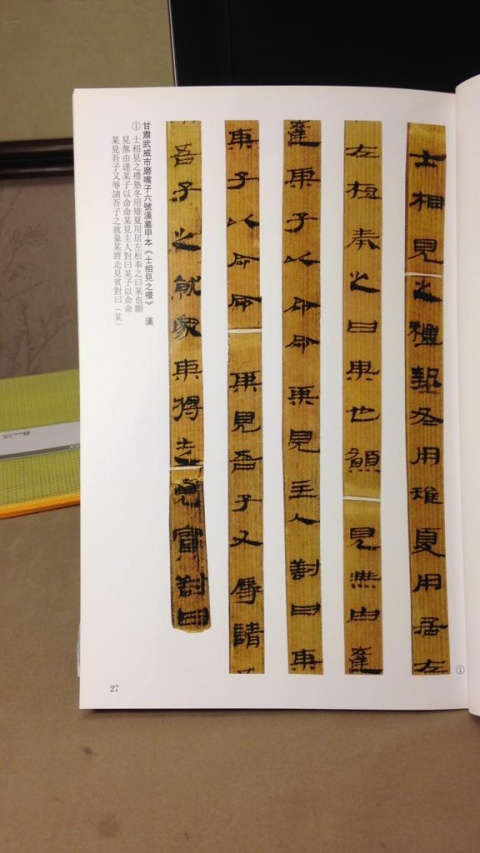 士相見之禮摯冬用雉夏用居左
左桓奉之曰某也願見無由達
達某子以命命某見主人對曰某
某子以命命某見吾子又辱請
吾子之就家某將走見賓對曰
①
甘肅武威市磨嘴子六號漢墓甲本《士相見之禮》 漢
① 士相見之禮摯冬用雉夏用居左桓奉之曰某也願
見無由達某子以命命某見主人對曰某子以命命
某見吾子又辱請吾子之就家某將走見賓對曰（某）
27